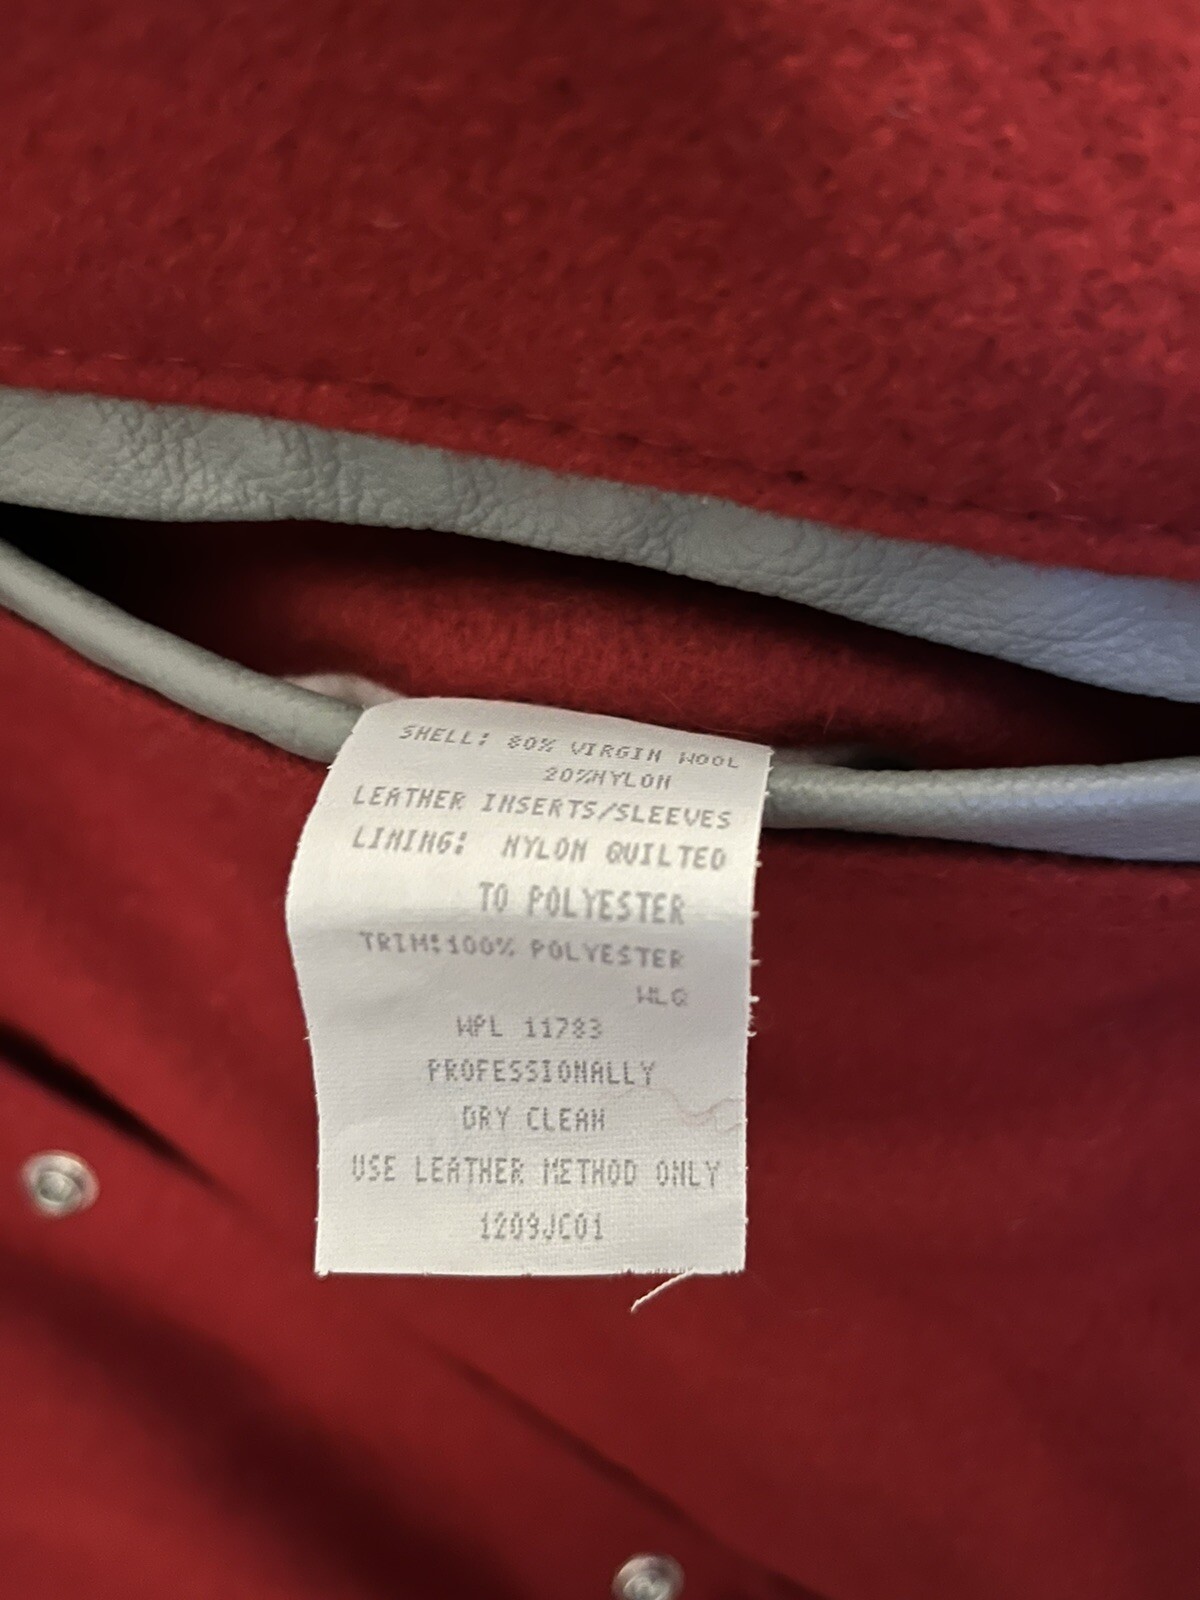 SHELL: 80% VIRGIN WOOL
20%NYLON
LEATHER INSERTS/SLEEVES
LINING: NYLON QUILTED
TO POLYESTER
TRIM:100% POLYESTER
WLQ
WPL 11783
PROFESSIONALLY
DRY CLEAN
USE LEATHER METHOD ONLY
1209JC01